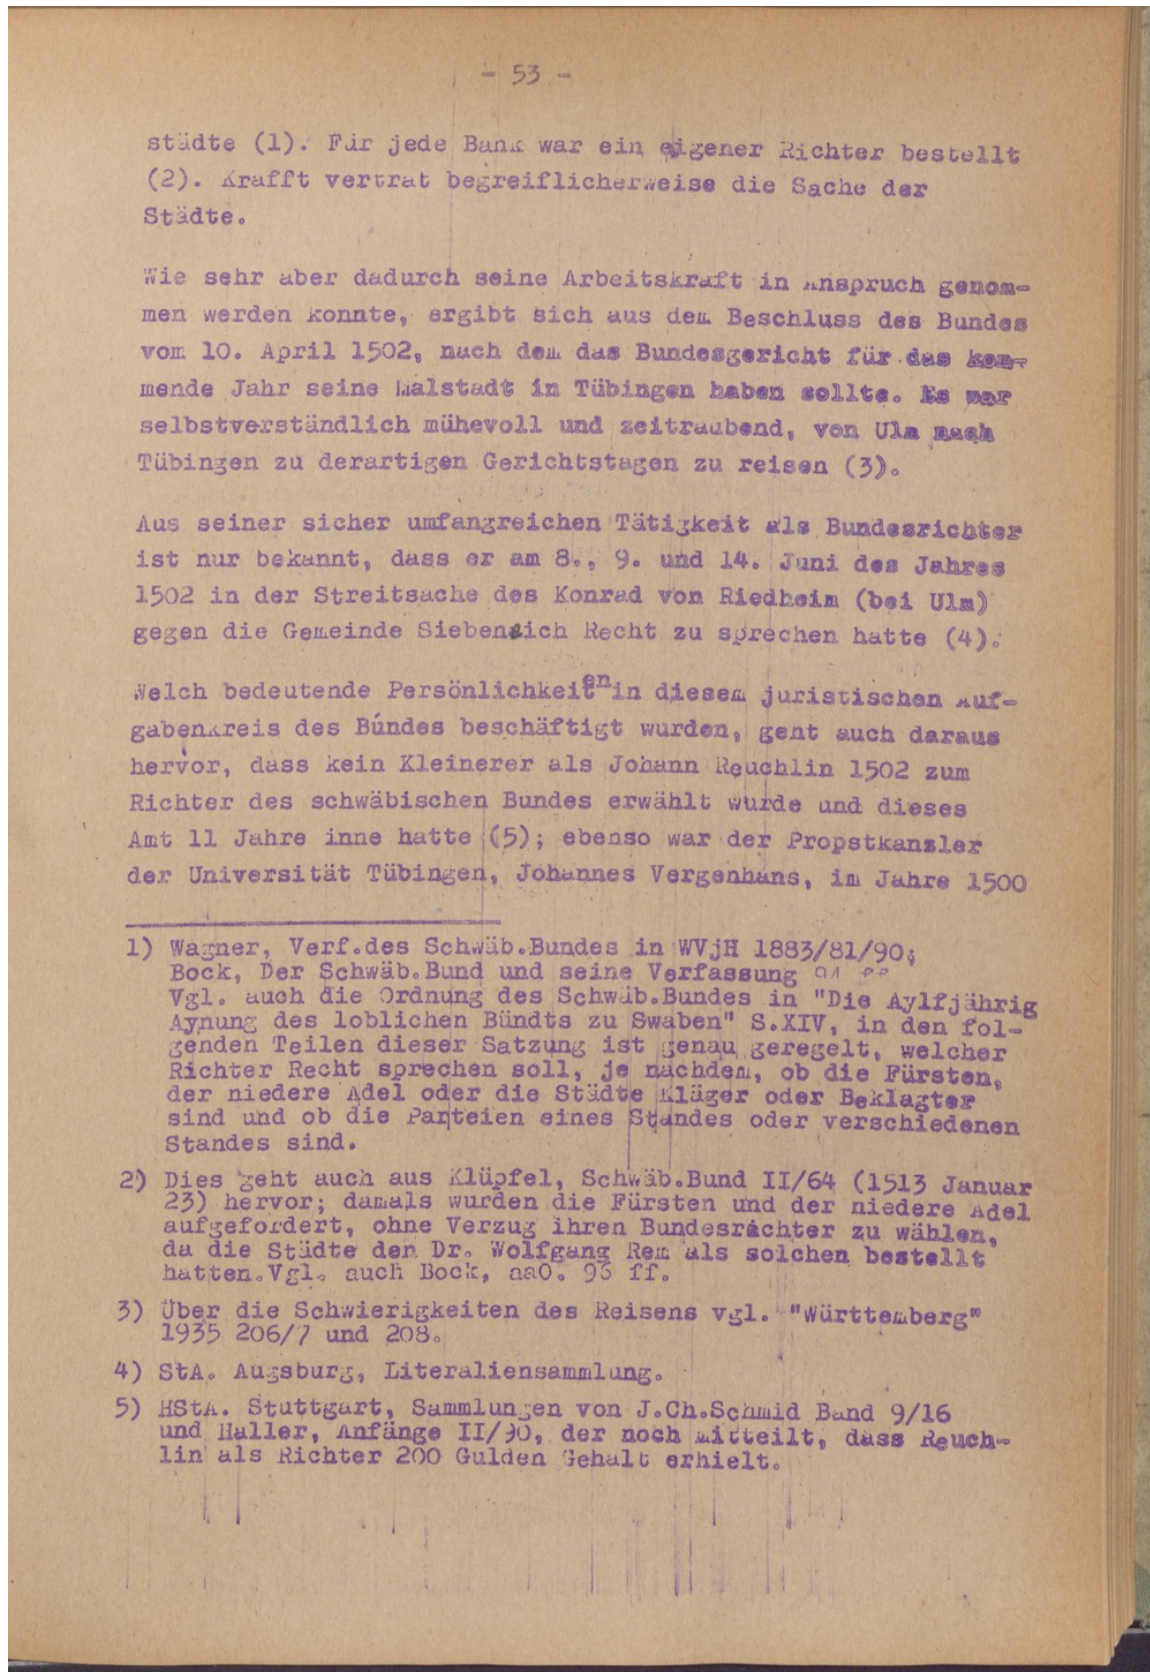 - 53 -
städte (1). Für jede Bank war ein eigener Richter bestellt
(2). Krafft vertrat begreiflicherweise die Sache der
Städte.
Wie sehr aber dadurch seine Arbeitskraft in Anspruch genom-
men werden konnte, ergibt sich aus dem Beschluss des Bundes
vom 10. April 1502, nach dem das Bundesgericht für das kom-
mende Jahr seine Malstadt in Tübingen haben sollte. Es war
selbstverständlich mühevoll und zeitraubend, von Ulm nach
Tübingen zu derartigen Gerichtstagen zu reisen (3).
Aus seiner sicher umfangreichen Tätigkeit als Bundesrichter
ist nur bekannt, dass er am 8., 9. und 14. Juni des Jahres
1502 in der Streitsache des Konrad von Riedheim (bei Ulm)
gegen die Gemeinde Siebeneich Recht zu sprechen hatte (4).
Welch bedeutende Persönlichkeiten in diesem juristischen Auf-
gabenkreis des Bundes beschäftigt wurden, geht auch daraus
hervor, dass kein Kleinerer als Johann Reuchlin 1502 zum
Richter des schwäbischen Bundes erwählt wurde und dieses
Amt 11 Jahre inne hatte (5); ebenso war der Propstkanzler
der Universität Tübingen, Johannes Vergenhans, im Jahre 1500
1) Wagner, Verf.des Schwäb.Bundes in WVjH 1883/81/90;
Bock, Der Schwäb.Bund und seine Verfassung
Vgl. auch die Ordnung des Schwäb.Bundes in "Die Aylfjährig
Aynung des loblichen Bündts zu Swaben" S.XIV, in den fol-
genden Teilen dieser Satzung ist genau geregelt, welcher
Richter Recht sprechen soll, je nachdem, ob die Fürsten,
der niedere Adel oder die Städte Kläger oder Beklagter
sind und ob die Parteien eines Standes oder verschiedenen
Standes sind.
2) Dies geht auch aus Klüpfel, Schwäb.Bund II/64 (1513 Januar
23) hervor; damals wurden die Fürsten und der niedere Adel
aufgefordert, ohne Verzug ihren Bundesrichter zu wählen,
da die Städte den Dr. Wolfgang Rem als solchen bestellt
hatten.Vgl. auch Bock, aaO. 96 ff.
3) Über die Schwierigkeiten des Reisens vgl. "Württemberg"
1935 206/7 und 208.
4) StA. Augsburg, Literaliensammlung.
5) HStA. Stuttgart, Sammlungen von J.Ch.Schmid Band 9/16
und Haller, Anfänge II/90, der noch mitteilt, dass Reuch-
lin als Richter 200 Gulden Gehalt erhielt.